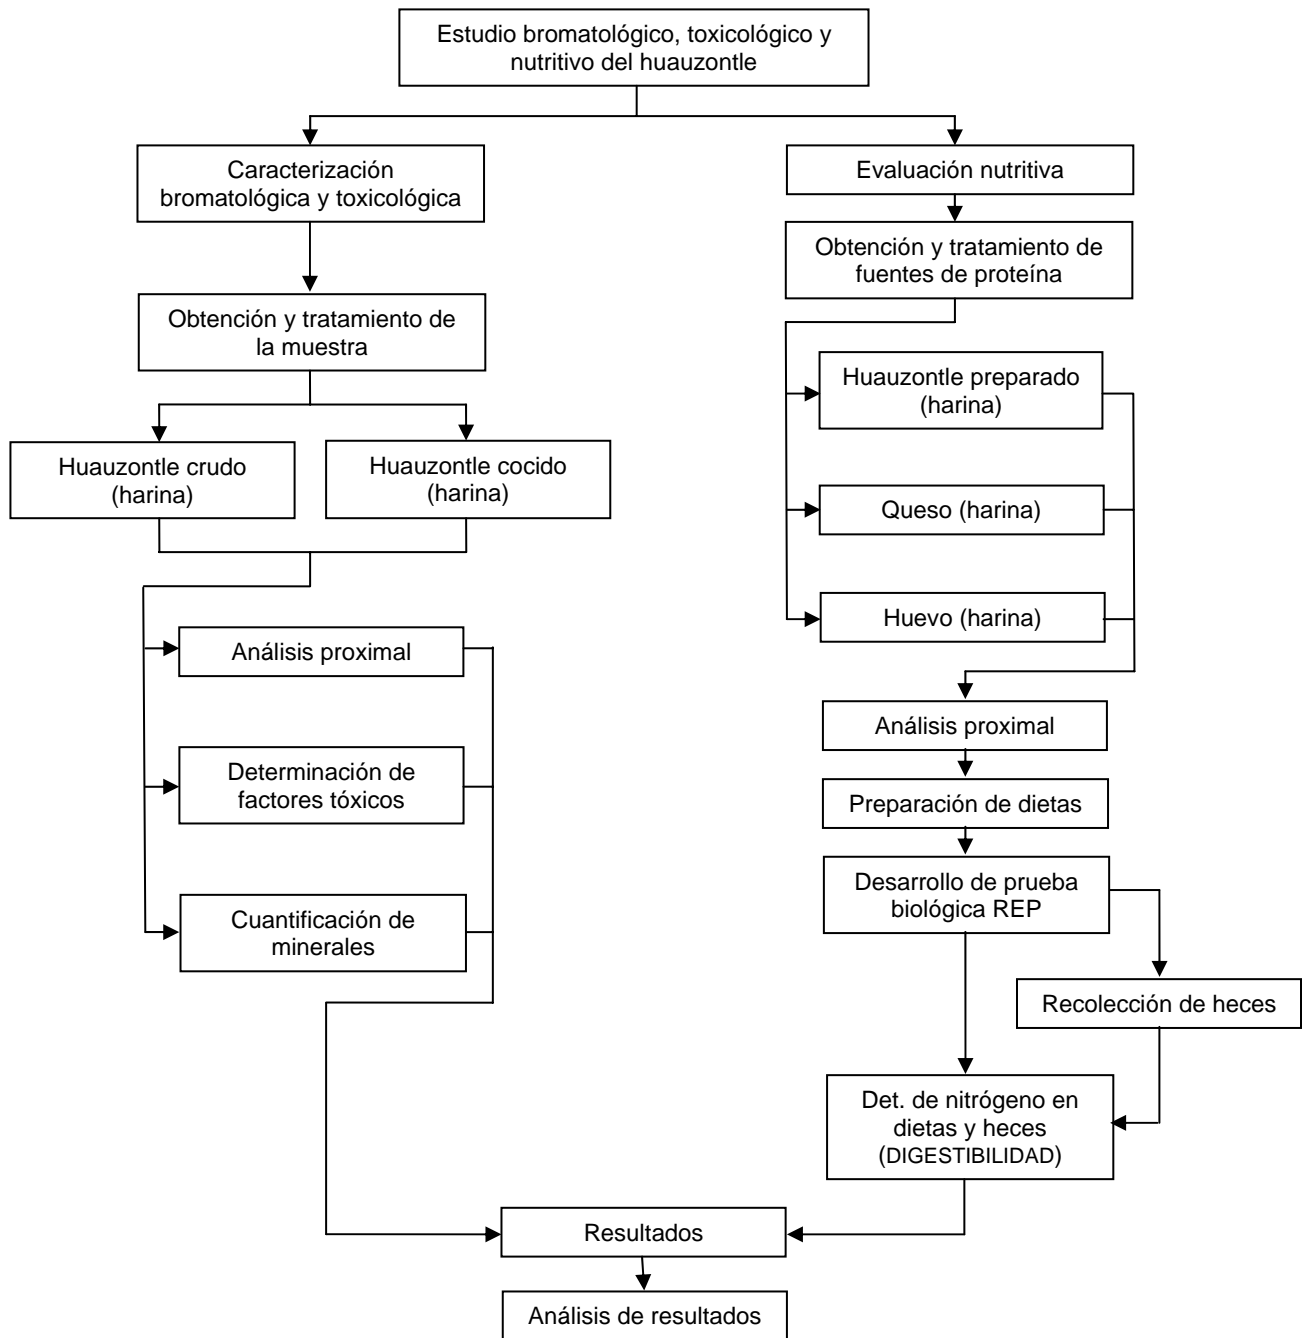 Estudio bromatológico, toxicológico y
nutritivo del huauzontle
Caracterización
bromatológica y toxicológica
Obtención y tratamiento de
la muestra
Huauzontle crudo
(harina)
Huauzontle cocido
(harina)
Análisis proximal
Determinación de
factores tóxicos
Cuantificación de
minerales
Evaluación nutritiva
Obtención y tratamiento de
fuentes de proteína
Huauzontle preparado
(harina)
Queso (harina)
Huevo (harina)
Análisis proximal
Preparación de dietas
Desarrollo de prueba
biológica REP
Recolección de heces
Det. de nitrógeno en
dietas y heces
(DIGESTIBILIDAD)
Resultados
Análisis de resultados